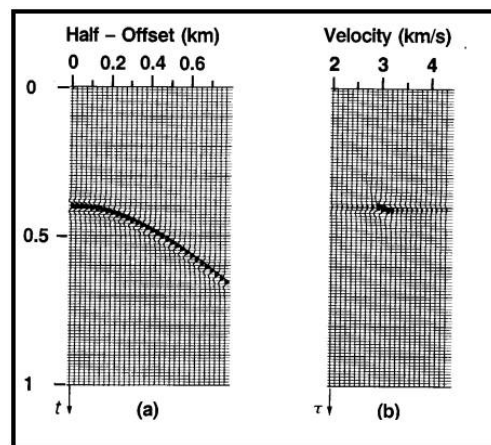 Half – Offset (km)
0 0.2 0.4 0.6
Velocity (km/s)
2 3 4
0
0.5
1
t
(a)
τ
(b)